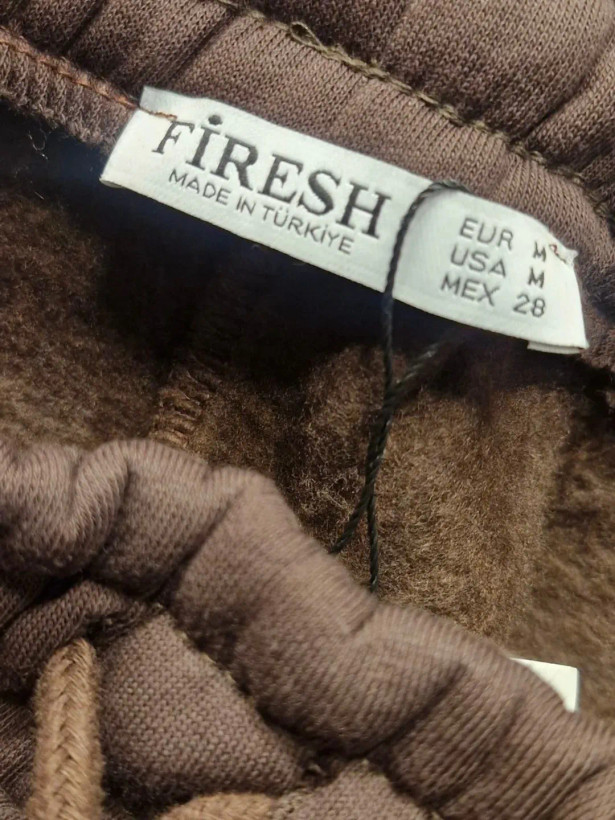 FİRESH
MADE IN TÜRKİYE
EUR M
USA M
MEX 28